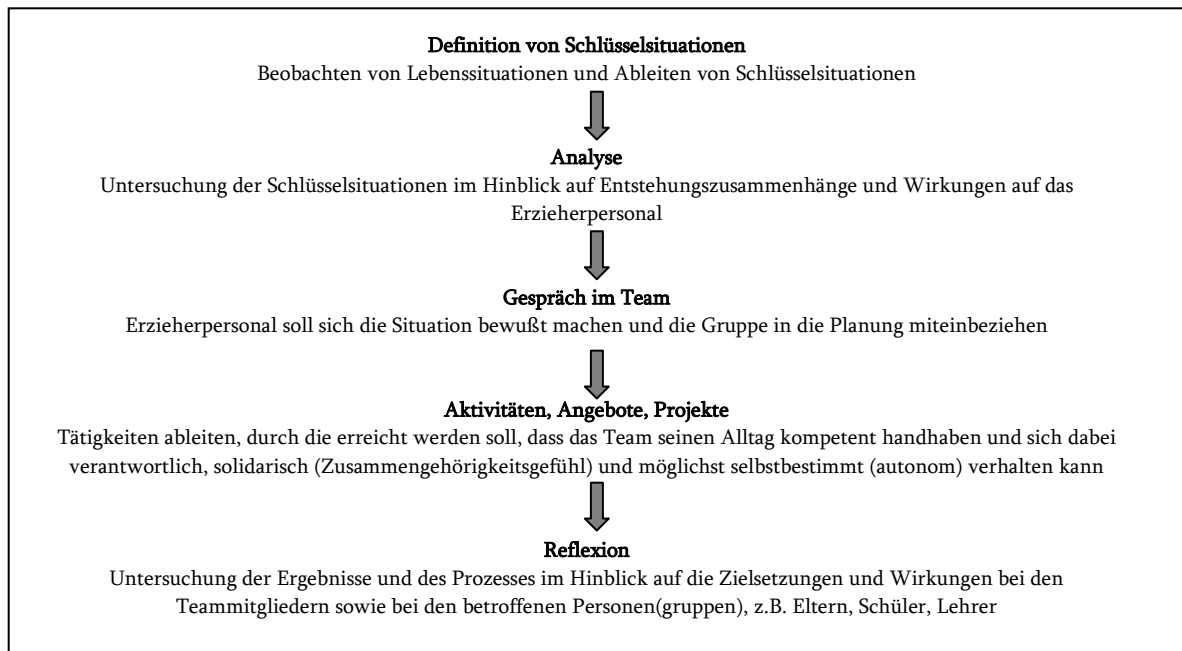 Definition von Schlüsselsituationen
Beobachten von Lebenssituationen und Ableiten von Schlüsselsituationen
Analyse
Untersuchung der Schlüsselsituationen im Hinblick auf Entstehungszusammenhänge und Wirkungen auf das
Erzieherpersonal
Gespräch im Team
Erzieherpersonal soll sich die Situation bewußt machen und die Gruppe in die Planung miteinbeziehen
Aktivitäten, Angebote, Projekte
Tätigkeiten ableiten, durch die erreicht werden soll, dass das Team seinen Alltag kompetent handhaben und sich dabei
verantwortlich, solidarisch (Zusammengehörigkeitsgefühl) und möglichst selbstbestimmt (autonom) verhalten kann
Reflexion
Untersuchung der Ergebnisse und des Prozesses im Hinblick auf die Zielsetzungen und Wirkungen bei den
Teammitgliedern sowie bei den betroffenen Personen(gruppen), z.B. Eltern, Schüler, Lehrer